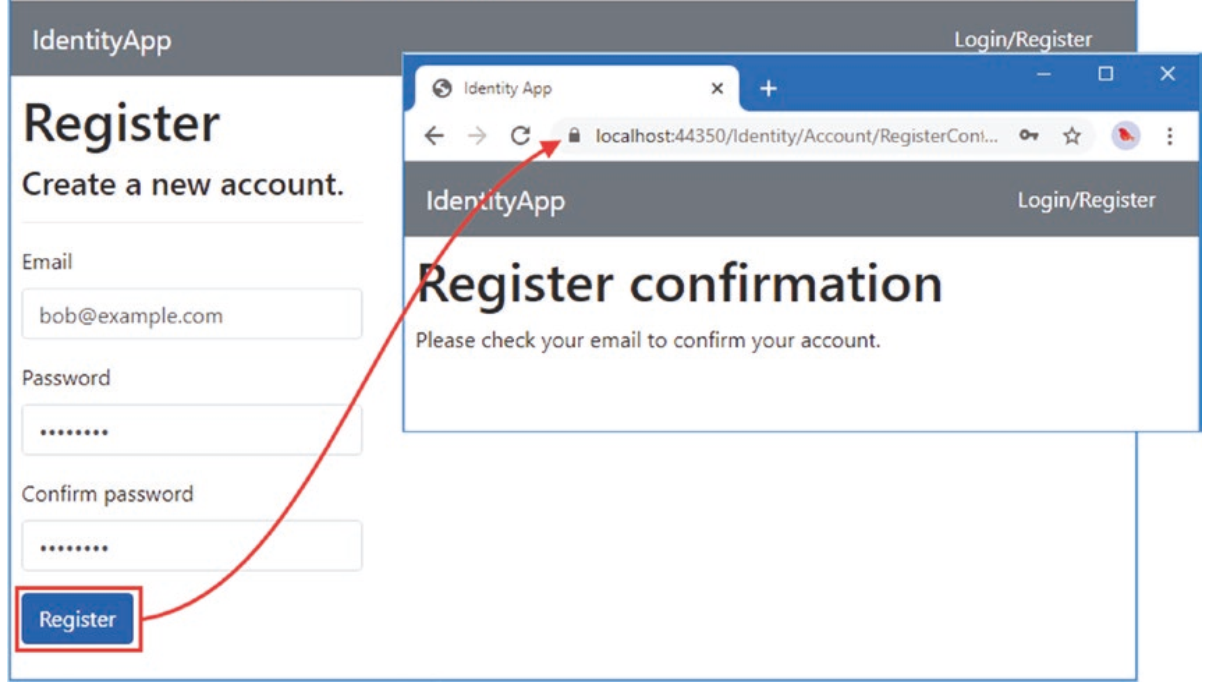 IdentityApp
Login/Register
Register
Create a new account.
Email
bob@example.com
Password
••••••••
Confirm password
••••••••
Register
Identity App
localhost:44350/Identity/Account/RegisterConf...
IdentityApp
Login/Register
Register confirmation
Please check your email to confirm your account.